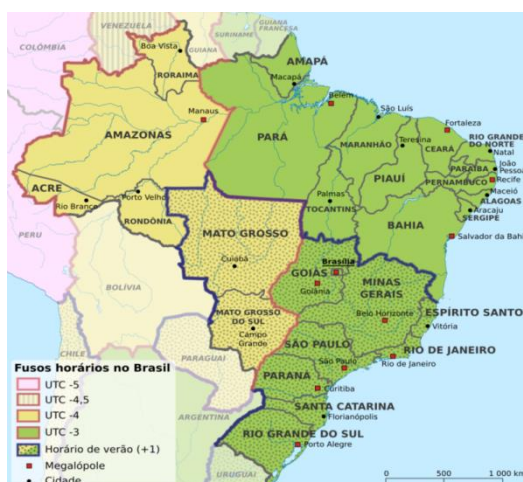 VENEZUELA
COLÔMBIA
GUIANA
SURINAME
GUIANA
FRANCESA
Boa Vista
RORAIMA
AMAPÁ
Macapá
Belém
São Luís
Fortaleza
Manaus
AMAZONAS
PARÁ
MARANHÃO
Teresina
CEARÁ
RIO GRANDE
DO NORTE
Natal
João
Pessoa
PARAÍBA
PERNAMBUCO
Recife
PIAUÍ
Maceió
ALAGOAS
Aracaju
SERGIPE
ACRE
Rio Branco
Porto Velho
RONDÔNIA
Palmas
TOCANTINS
BAHIA
Salvador da Bahi
PERU
MATO GROSSO
Cuiabá
BOLÍVIA
GOIÁS
Brasília
Goiânia
MINAS
GERAIS
Belo Horizonte
ESPÍRITO SANTO
Vitória
MATO GROSSO
DO SUL
Campo
Grande
SÃO PAULO
São Paulo
RIO DE JANEIRO
Rio de Janeiro
CHILE
PARAGUAI
PARANÁ
Curitiba
SANTA CATARINA
Florianópolis
ARGENTINA
RIO GRANDE DO SUL
Porto Alegre
URUGUAI
Fusos horários no Brasil
UTC -5
UTC -4,5
UTC -4
UTC -3
Horário de verão (+1)
Megalópole
Cidade
0 500 1 000 km